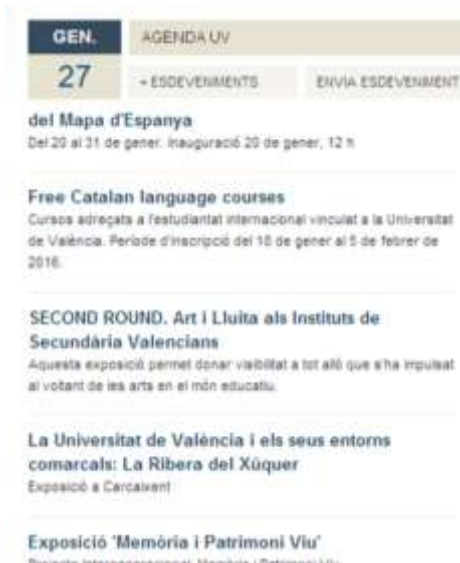 GEN.
AGENDA UV
27
+ ESDEVENIMENTS
ENVIA ESDEVENIMENT
del Mapa d'Espanya
Del 20 al 31 de gener. Inauguració 20 de gener, 12 h
Free Catalan language courses
Cursos adreçats a l'estudiantat internacional vinculat a la Universitat
de València. Període d'inscripció del 18 de gener al 5 de febrer de
2016.
SECOND ROUND. Art i Lluita als Instituts de
Secundària Valencians
Aquesta exposició permet donar visibilitat a tot allò que s'ha impulsat
al voltant de les arts en el món educatiu.
La Universitat de València i els seus entorns
comarcals: La Ribera del Xúquer
Exposició a Carcaixent
Exposició 'Memòria i Patrimoni Viu'